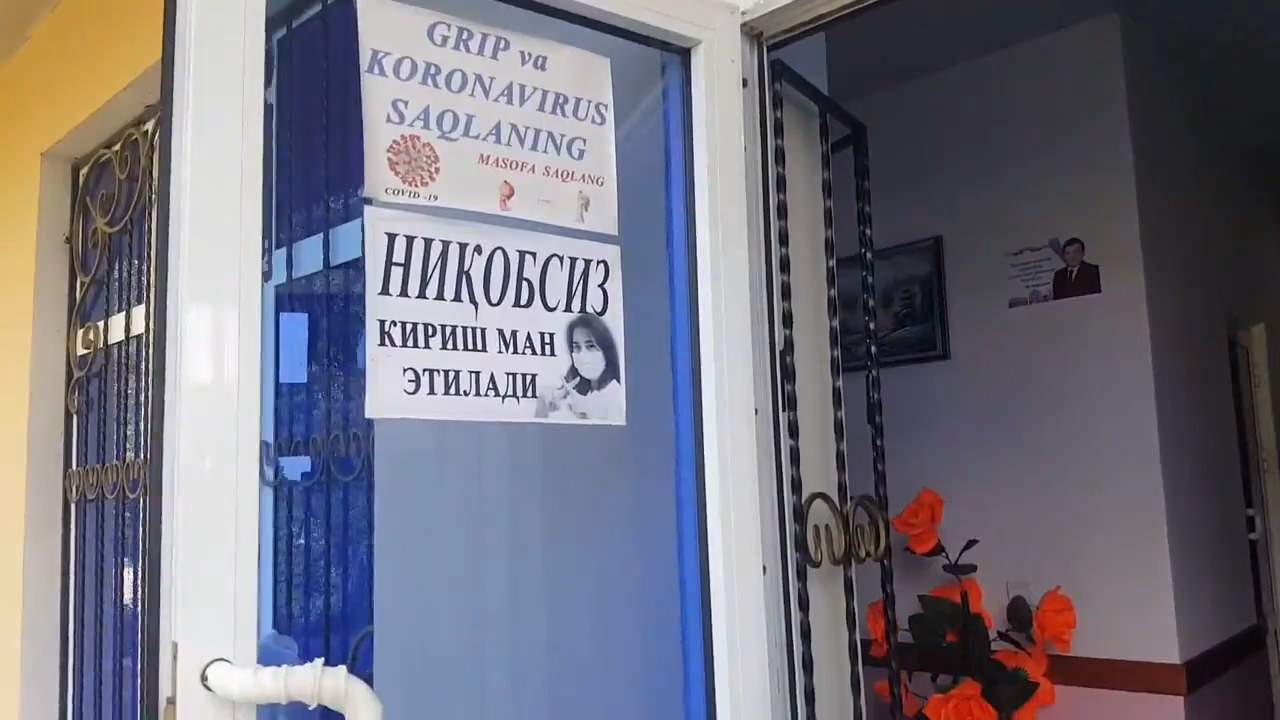 GRIP va
KORONAVIRUS
SAQLANING
MASOFA SAQLANG
COVID -19
НИҚОБСИЗ
КИРИШ МАН
ЭТИЛАДИ